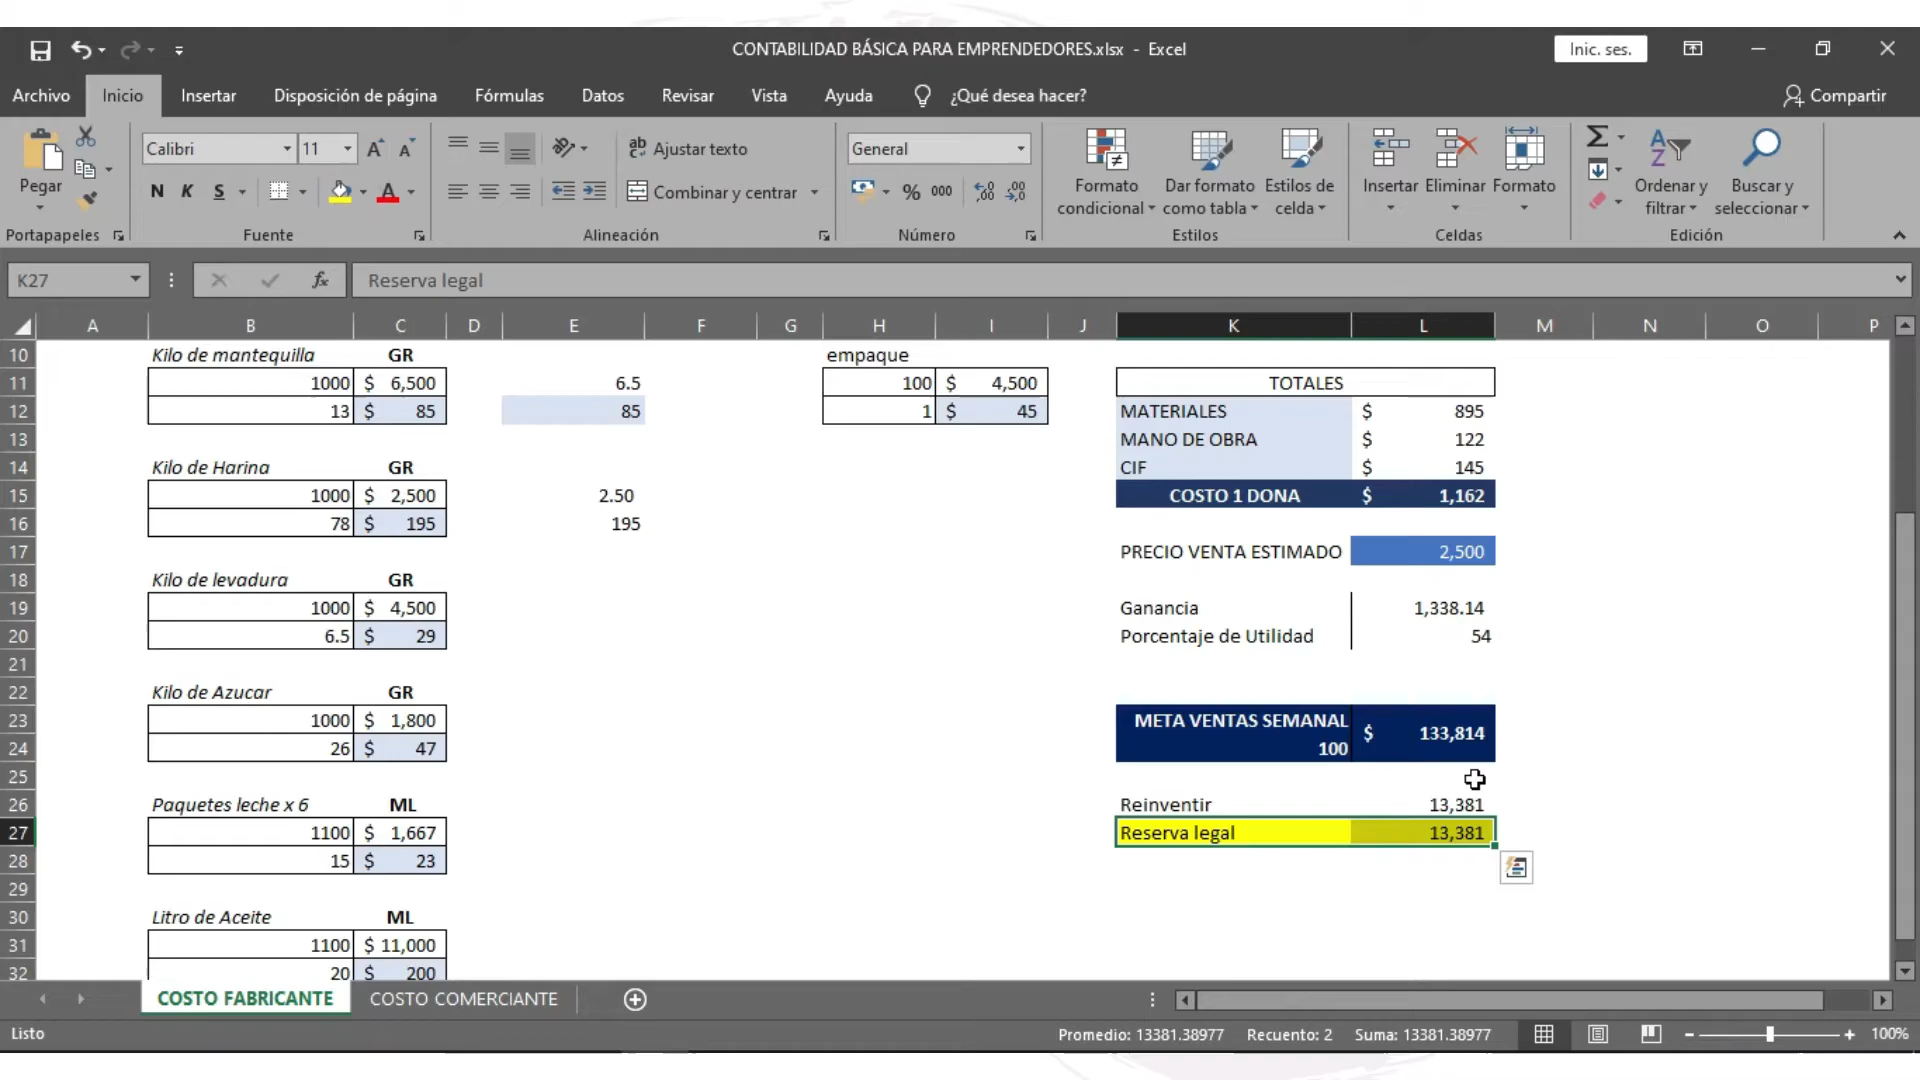 CONTABILIDAD BÁSICA PARA EMPRENDEDORES.xlsx - Excel
Inic. ses.
Archivo Inicio Insertar Disposición de página Fórmulas Datos Revisar Vista Ayuda ¿Qué desea hacer? Compartir
Pegar
Portapapeles
Calibri 11
N K S
Fuente
Ajustar texto
Combinar y centrar
Alineación
General
% 000
Número
Formato condicional
Dar formato como tabla
Estilos de celda
Estilos
Insertar Eliminar Formato
Celdas
Ordenar y filtrar
Buscar y seleccionar
Edición
K27 fx Reserva legal
A B C D E F G H I J K L M N O P
10 Kilo de mantequilla GR empaque
11 1000 $ 6,500 6.5 100 $ 4,500 TOTALES
12 13 $ 85 85 1 $ 45 MATERIALES $ 895
13 MANO DE OBRA $ 122
14 Kilo de Harina GR CIF $ 145
15 1000 $ 2,500 2.50 COSTO 1 DONA $ 1,162
16 78 $ 195 195
17 PRECIO VENTA ESTIMADO 2,500
18 Kilo de levadura GR
19 1000 $ 4,500 Ganancia 1,338.14
20 6.5 $ 29 Porcentaje de Utilidad 54
21
22 Kilo de Azucar GR
23 1000 $ 1,800 META VENTAS SEMANAL $ 133,814
24 26 $ 47 100
25
26 Paquetes leche x 6 ML Reinventir 13,381
27 1100 $ 1,667 Reserva legal 13,381
28 15 $ 23
29
30 Litro de Aceite ML
31 1100 $ 11,000
32 20 $ 200
COSTO FABRICANTE COSTO COMERCIANTE
Listo Promedio: 13381.38977 Recuento: 2 Suma: 13381.38977 100%